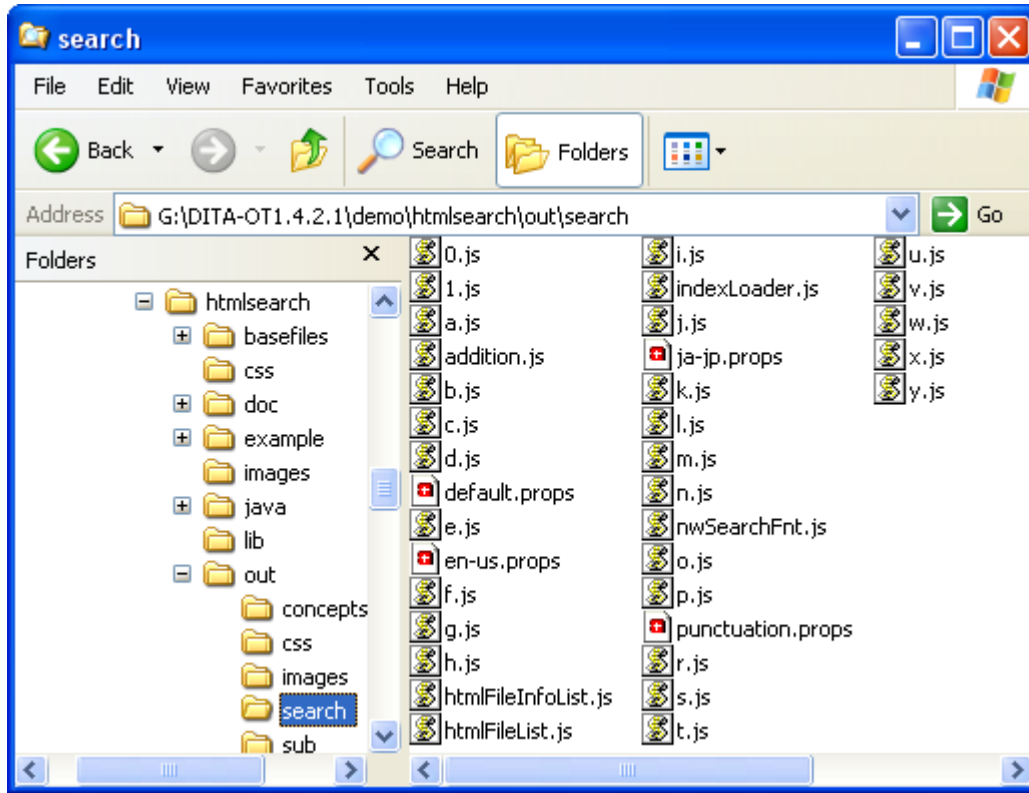 search
File Edit View Favorites Tools Help
Back Search Folders
Address G:\DITA-OT1.4.2.1\demo\htmlsearch\out\search Go
Folders
htmlsearch
basefiles
css
doc
example
images
java
lib
out
concepts
css
images
search
sub
0.js
1.js
a.js
addition.js
b.js
c.js
d.js
default.props
e.js
en-us.props
f.js
g.js
h.js
htmlFileInfoList.js
htmlFileList.js
i.js
indexLoader.js
j.js
ja-jp.props
k.js
l.js
m.js
n.js
nwSearchFnt.js
o.js
p.js
punctuation.props
r.js
s.js
t.js
u.js
v.js
w.js
x.js
y.js